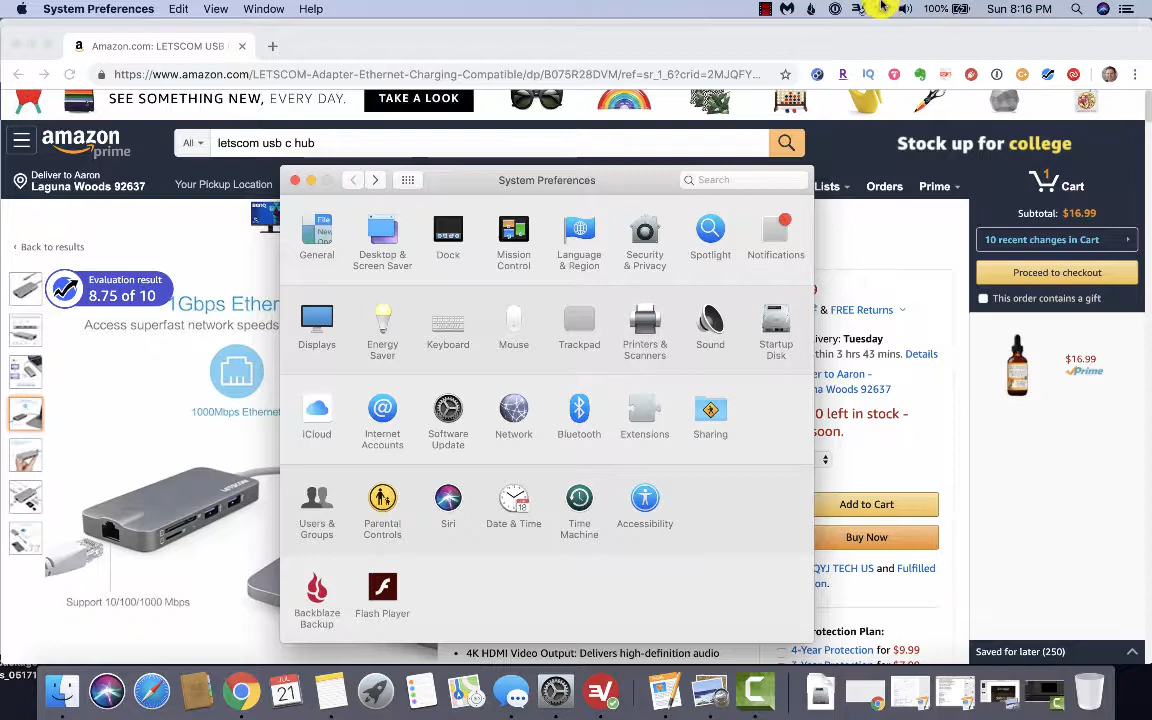 System Preferences Edit View Window Help
100% Sun 8:16 PM
Amazon.com: LETSCOM USB
https://www.amazon.com/LETSCOM-Adapter-Ethernet-Charging-Compatible/dp/B075R28DVM/ref=sr_1_6?crid=2MJQFY...
SEE SOMETHING NEW, EVERY DAY. TAKE A LOOK
amazon prime
All letscom usb c hub
Stock up for college
Deliver to Aaron
Laguna Woods 92637
Your Pickup Location
Lists Orders Prime
1 Cart
Subtotal: $16.99
10 recent changes in Cart
Proceed to checkout
This order contains a gift
$16.99
Prime
Saved for later (250)
‹ Back to results
Evaluation result
8.75 of 10
1Gbps Ether
Access superfast network speeds
1000Mbps Ethernet
LETSCOM
Support 10/100/1000 Mbps
System Preferences
Search
General
Desktop & Screen Saver
Dock
Mission Control
Language & Region
Security & Privacy
Spotlight
Notifications
Displays
Energy Saver
Keyboard
Mouse
Trackpad
Printers & Scanners
Sound
Startup Disk
iCloud
Internet Accounts
Software Update
Network
Bluetooth
Extensions
Sharing
Users & Groups
Parental Controls
Siri
Date & Time
Time Machine
Accessibility
Backblaze Backup
Flash Player
& FREE Returns
livery: Tuesday
thin 3 hrs 43 mins. Details
er to Aaron -
na Woods 92637
0 left in stock -
soon.
Add to Cart
Buy Now
QYJ TECH US and Fulfilled
on.
rotection Plan:
4-Year Protection for $9.99
4K HDMI Video Output: Delivers high-definition audio
_05171
JUL
21